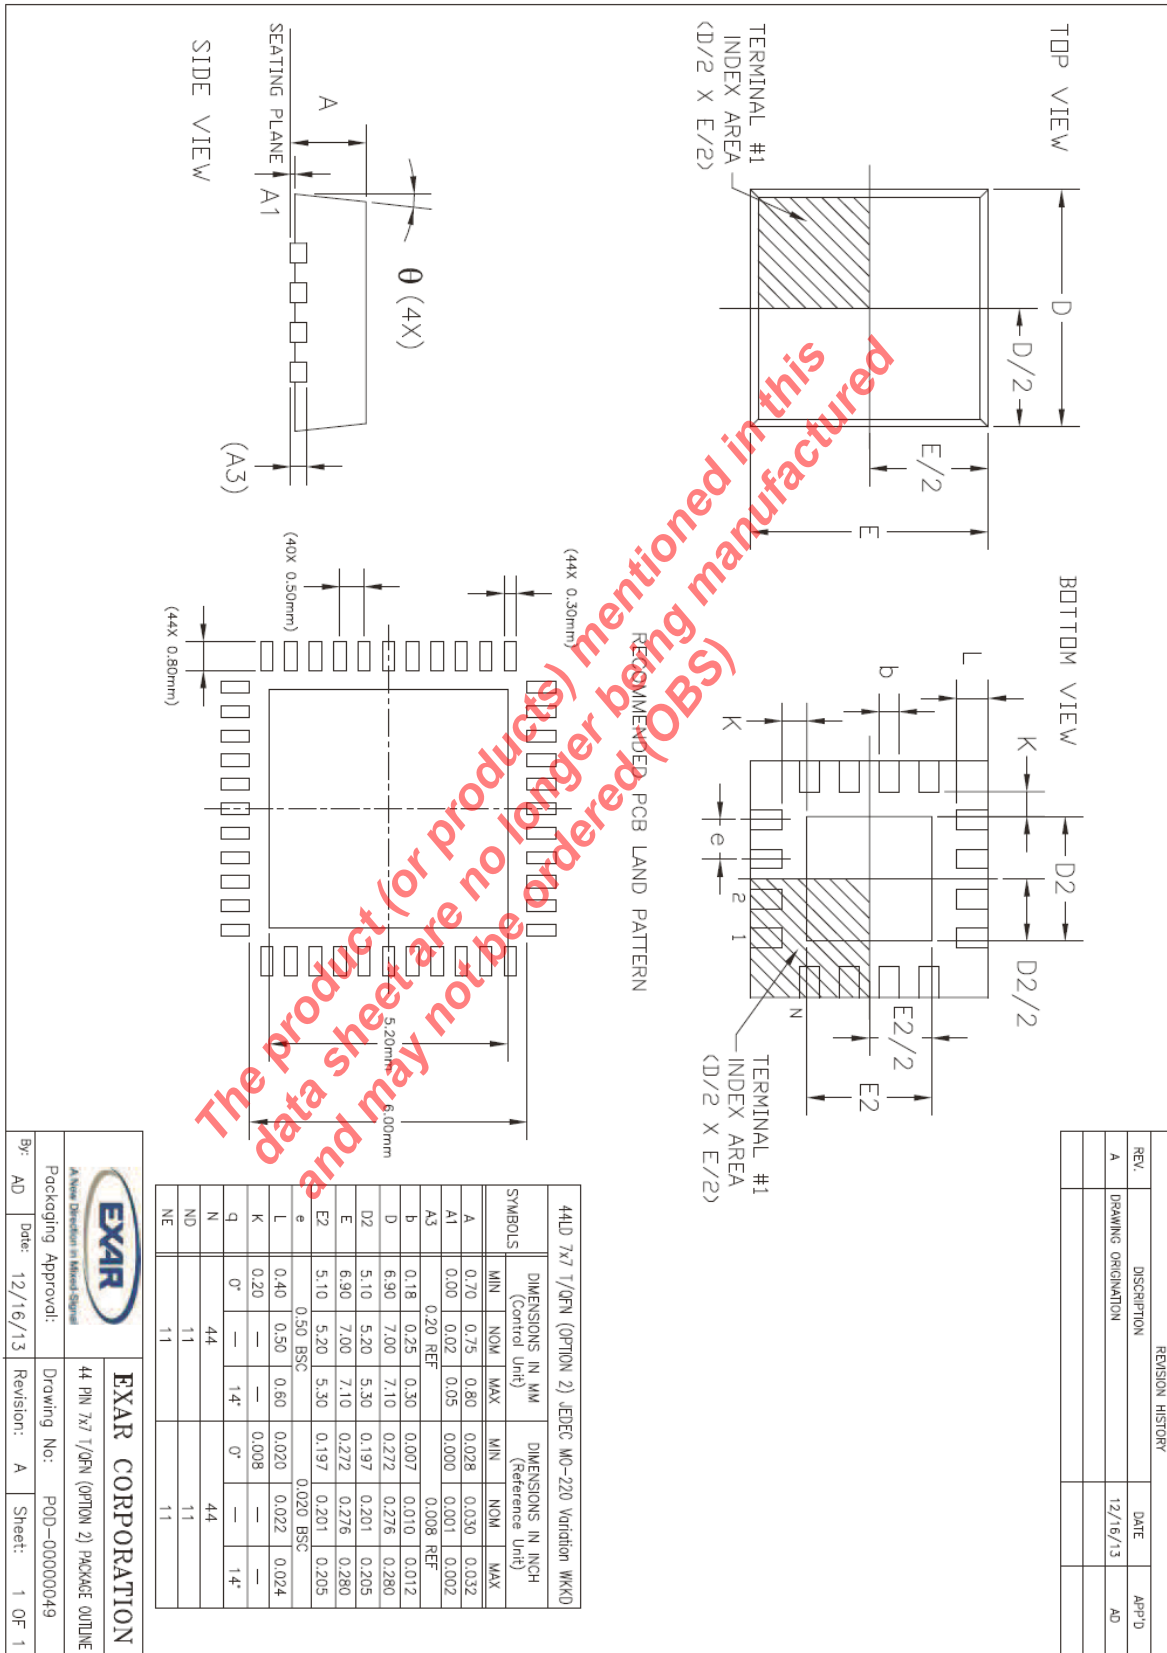 TOP VIEW
TERMINAL #1
INDEX AREA
(D/2 X E/2)
D
D/2
E/2
E
BOTTOM VIEW
L
b
K
K
e
2
1
N
D2
D2/2
E2/2
E2
TERMINAL #1
INDEX AREA
(D/2 X E/2)
SIDE VIEW
SEATING PLANE
A
A1
θ (4X)
(A3)
RECOMMENDED PCB LAND PATTERN
(44X 0.30mm)
(40X 0.50mm)
(44X 0.80mm)
5.20mm
6.00mm
The product (or products) mentioned in this
data sheet are no longer being manufactured
and may not be ordered (OBS)
REVISION HISTORY
REV. DISCRIPTION DATE APP'D
A DRAWING ORIGINATION 12/16/13 AD
44LD 7x7 T/QFN (OPTION 2) JEDEC MO-220 Variation WKKD
SYMBOLS DIMENSIONS IN MM (Control Unit) DIMENSIONS IN INCH (Reference Unit)
MIN NOM MAX MIN NOM MAX
A 0.70 0.75 0.80 0.028 0.030 0.032
A1 0.00 0.02 0.05 0.000 0.001 0.002
A3 0.20 REF 0.008 REF
b 0.18 0.25 0.30 0.007 0.010 0.012
D 6.90 7.00 7.10 0.272 0.276 0.280
D2 5.10 5.20 5.30 0.197 0.201 0.205
E 6.90 7.00 7.10 0.272 0.276 0.280
E2 5.10 5.20 5.30 0.197 0.201 0.205
e 0.50 BSC 0.020 BSC
L 0.40 0.50 0.60 0.020 0.022 0.024
K 0.20 — — 0.008 — —
q 0° — 14° 0° — 14°
N 44 44
ND 11 11
NE 11 11
EXAR
A New Direction in Mixed-Signal
EXAR CORPORATION
44 PIN 7x7 T/QFN (OPTION 2) PACKAGE OUTLINE
Packaging Approval: Drawing No: POD-00000049
By: AD Date: 12/16/13 Revision: A Sheet: 1 OF 1